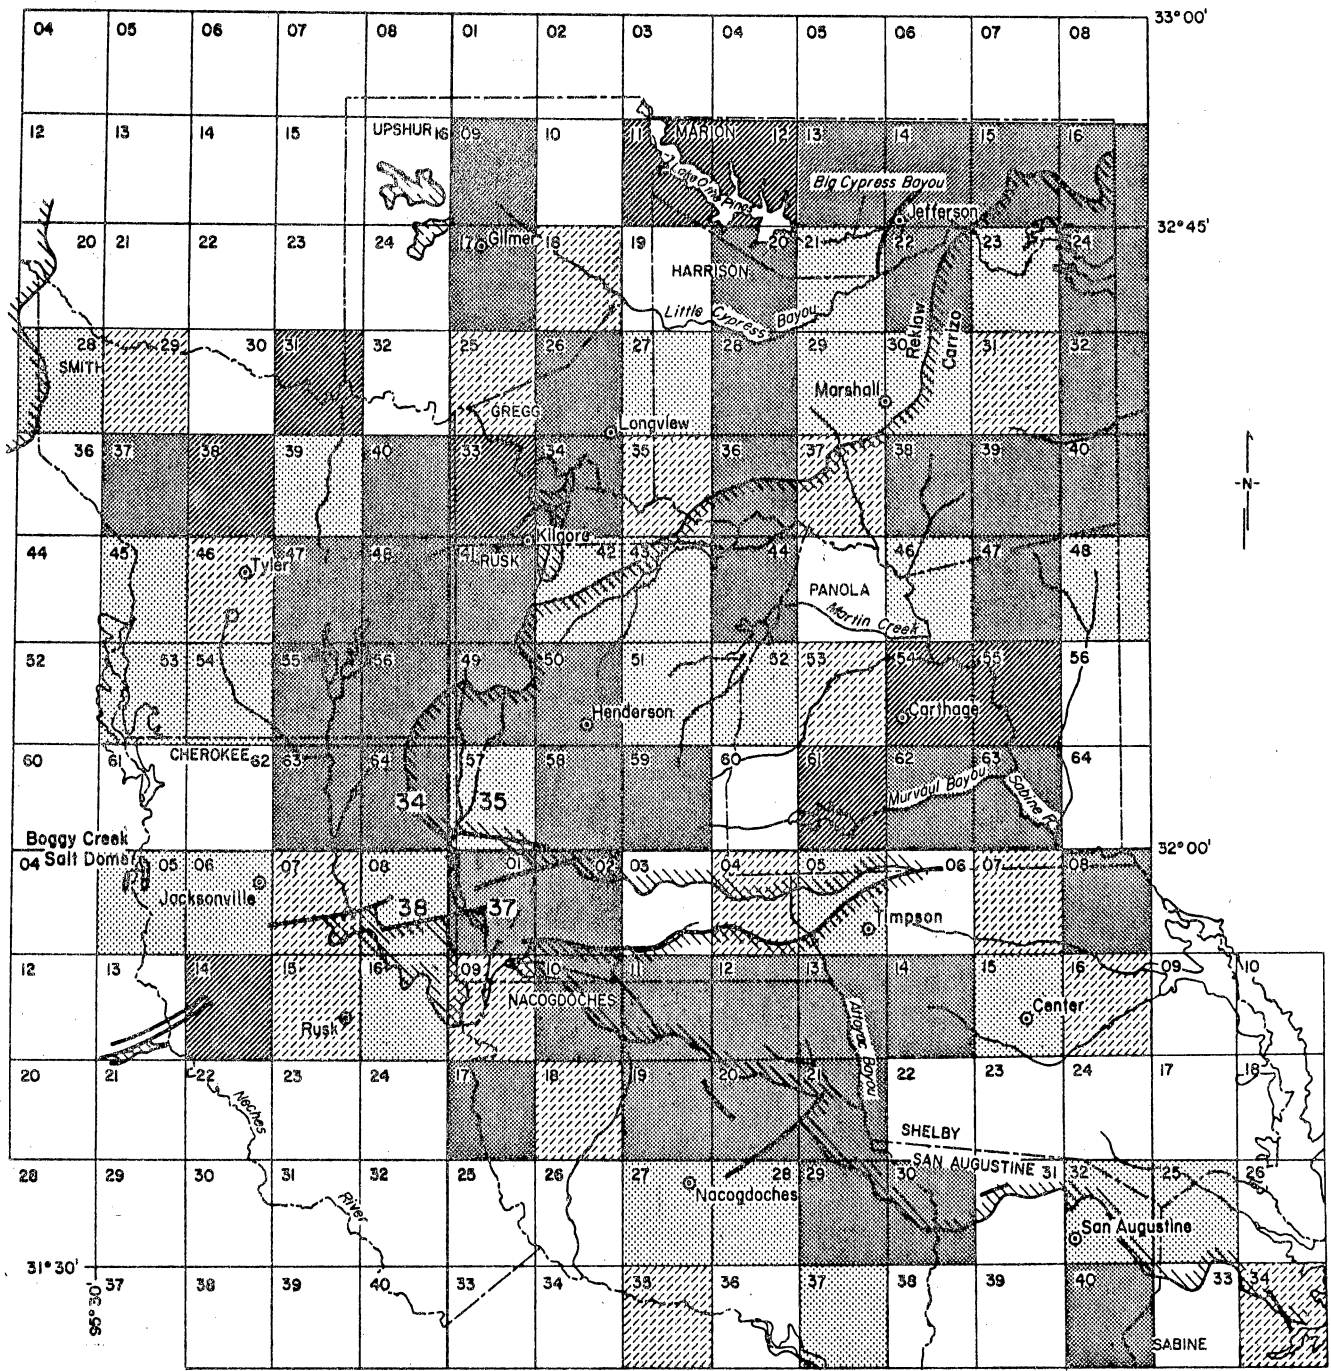 04 05 06 07 08 01 02 03 04 05 06 07 08 33°00'
12 13 14 15 UPSHUR 16 09 10 11 MARION 12 13 14 15 16
Lake O'the Pines
Big Cypress Bayou
Jefferson
32°45'
20 21 22 23 24 17 Gilmer 18 19 20 21 22 23 24
HARRISON
Little Cypress Bayou
Reklaw
Carrizo
28 29 30 31 32 25 26 27 28 29 30 31 32
SMITH
Marshall
GREGG
Longview
36 37 38 39 40 33 34 35 36 37 38 39 40
-N-
Kilgore
44 45 46 47 48 41 42 43 44 46 47 48
RUSK
Tyler
PANOLA
Martin Creek
52 53 54 55 56 49 50 51 52 53 54 55 56
Henderson
Carthage
CHEROKEE
60 61 62 63 64 57 58 59 60 61 62 63 64
34 35
Murvaul Bayou
Sabine R.
Boggy Creek
Salt Dome
32°00'
04 05 06 07 08 01 02 03 04 05 06 07 08
Jacksonville
38 37
Timpson
12 13 14 15 16 09 10 11 12 13 14 15 16 09 10
NACOGDOCHES
Rusk
Center
Attoyac Bayou
20 21 22 23 24 17 18 19 20 21 22 23 24 17 18
Neches
SHELBY
SAN AUGUSTINE
28 29 30 31 32 25 26 27 28 29 30 31 32 25 26
Nacogdoches
River
San Augustine
31°30'
37 38 39 40 33 34 35 36 37 38 39 40 33 34
95°30'
SABINE